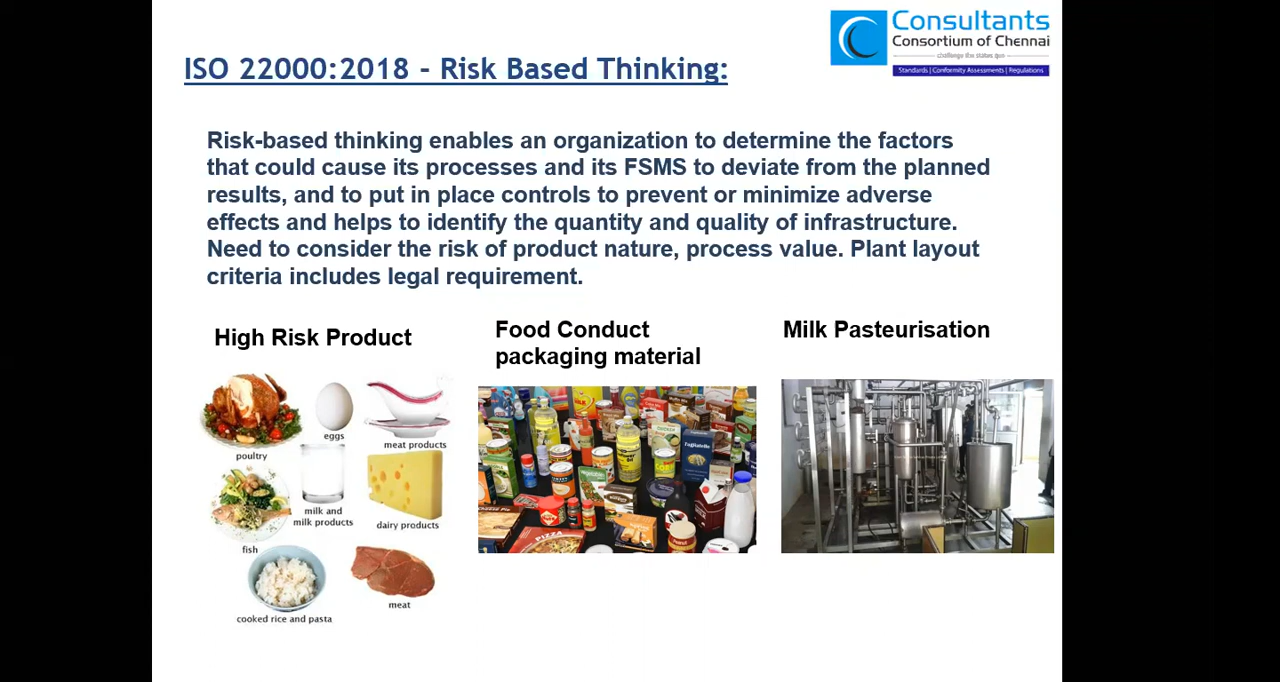 Consultants
Consortium of Chennai
challenge the status quo
Standards | Conformity Assessments | Regulations
ISO 22000:2018 - Risk Based Thinking:
Risk-based thinking enables an organization to determine the factors
that could cause its processes and its FSMS to deviate from the planned
results, and to put in place controls to prevent or minimize adverse
effects and helps to identify the quantity and quality of infrastructure.
Need to consider the risk of product nature, process value. Plant layout
criteria includes legal requirement.
High Risk Product
Food Conduct
packaging material
Milk Pasteurisation
eggs
meat products
poultry
milk and
milk products
dairy products
fish
meat
cooked rice and pasta
PIZZA